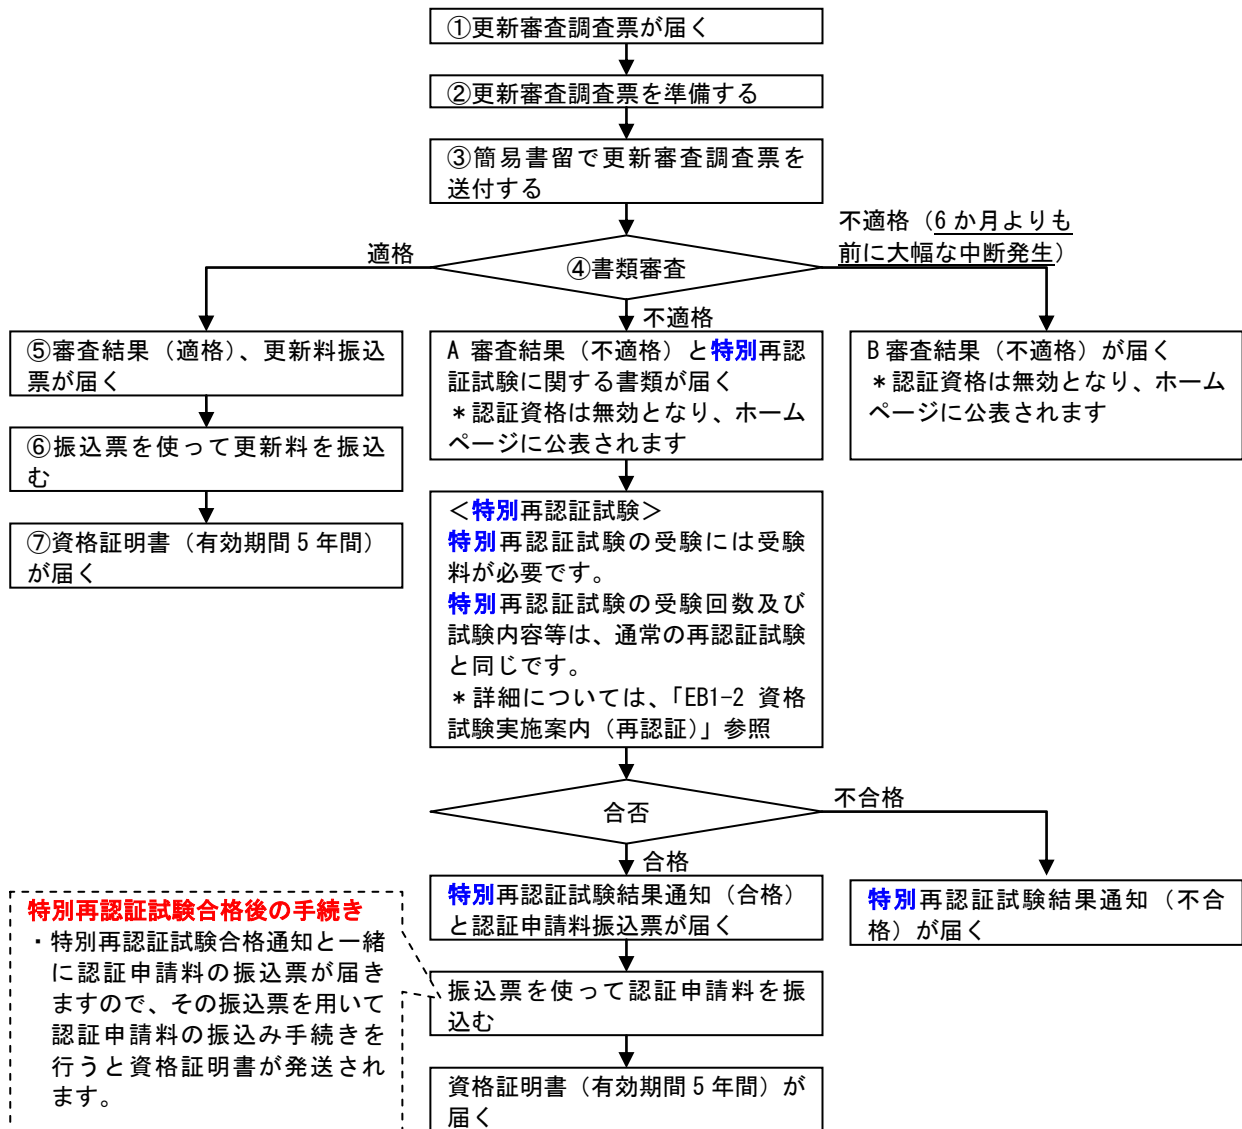 ①更新審査調査票が届く
②更新審査調査票を準備する
③簡易書留で更新審査調査票を
送付する
不適格（6か月よりも
前に大幅な中断発生）
適格
④書類審査
不適格
⑤審査結果（適格）、更新料振込
票が届く
⑥振込票を使って更新料を振込
む
⑦資格証明書（有効期間5年間）
が届く
A 審査結果（不適格）と特別再認
証試験に関する書類が届く
＊認証資格は無効となり、ホーム
ページに公表されます
B審査結果（不適格）が届く
＊認証資格は無効となり、ホーム
ページに公表されます
＜特別再認証試験＞
特別再認証試験の受験には受験
料が必要です。
特別再認証試験の受験回数及び
試験内容等は、通常の再認証試験
と同じです。
＊詳細については、「EB1-2 資格
試験実施案内（再認証）」参照
合否
不合格
合格
特別再認証試験結果通知（合格）
と認証申請料振込票が届く
特別再認証試験結果通知（不合
格）が届く
特別再認証試験合格後の手続き
・特別再認証試験合格通知と一緒
に認証申請料の振込票が届き
ますので、その振込票を用いて
認証申請料の振込み手続きを
行うと資格証明書が発送され
ます。
振込票を使って認証申請料を振
込む
資格証明書（有効期間5年間）が
届く